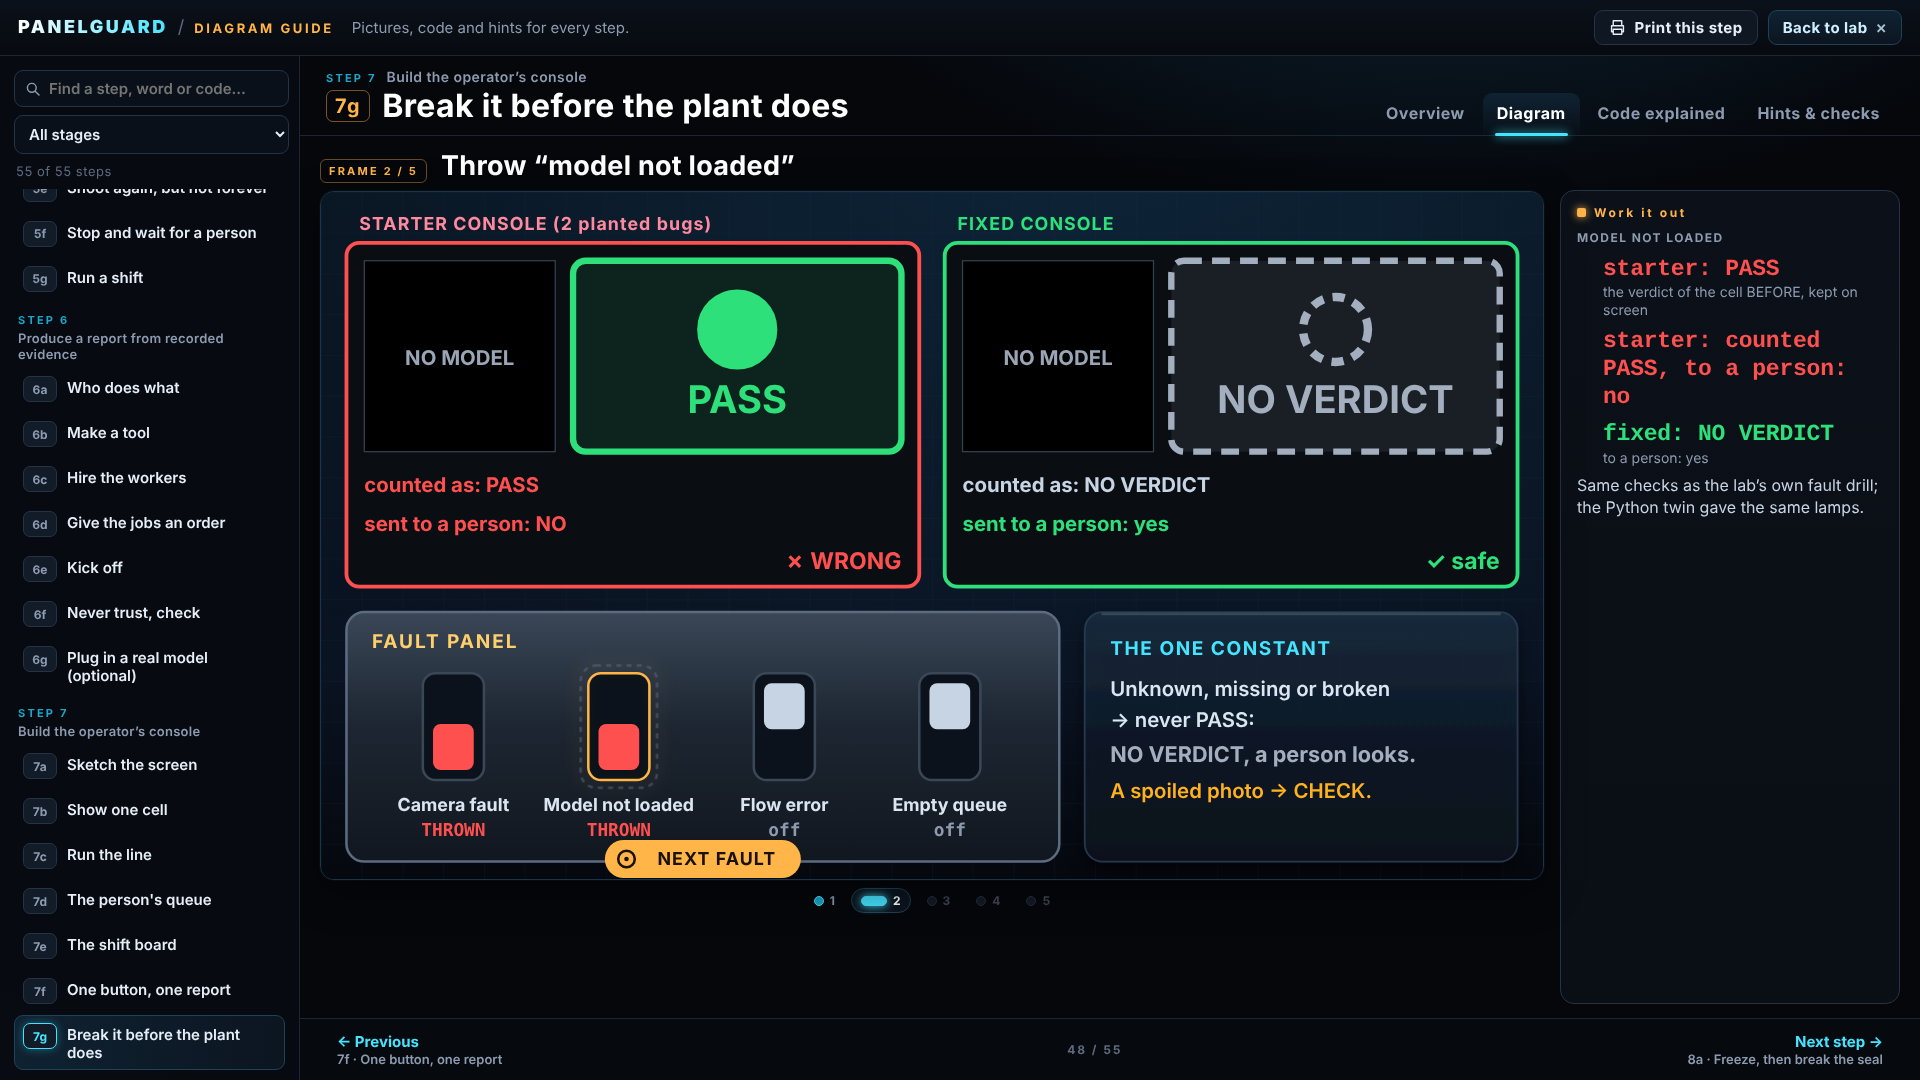 PANELGUARD / DIAGRAM GUIDE Pictures, code and hints for every step.
Print this step
Back to lab ×
Find a step, word or code...
All stages
55 of 55 steps
5e Shoot again, but not forever
5f Stop and wait for a person
5g Run a shift
STEP 6
Produce a report from recorded
evidence
6a Who does what
6b Make a tool
6c Hire the workers
6d Give the jobs an order
6e Kick off
6f Never trust, check
6g Plug in a real model
(optional)
STEP 7
Build the operator’s console
7a Sketch the screen
7b Show one cell
7c Run the line
7d The person's queue
7e The shift board
7f One button, one report
7g Break it before the plant
does
STEP 7 Build the operator’s console
7g Break it before the plant does
Overview
Diagram
Code explained
Hints & checks
FRAME 2 / 5 Throw “model not loaded”
STARTER CONSOLE (2 planted bugs)
NO MODEL
PASS
counted as: PASS
sent to a person: NO
× WRONG
FIXED CONSOLE
NO MODEL
NO VERDICT
counted as: NO VERDICT
sent to a person: yes
✓ safe
FAULT PANEL
Camera fault
THROWN
Model not loaded
THROWN
Flow error
off
Empty queue
off
NEXT FAULT
THE ONE CONSTANT
Unknown, missing or broken
→ never PASS:
NO VERDICT, a person looks.
A spoiled photo → CHECK.
1 2 3 4 5
Work it out
MODEL NOT LOADED
starter: PASS
the verdict of the cell BEFORE, kept on
screen
starter: counted
PASS, to a person:
no
fixed: NO VERDICT
to a person: yes
Same checks as the lab’s own fault drill;
the Python twin gave the same lamps.
← Previous
7f · One button, one report
48 / 55
Next step →
8a · Freeze, then break the seal